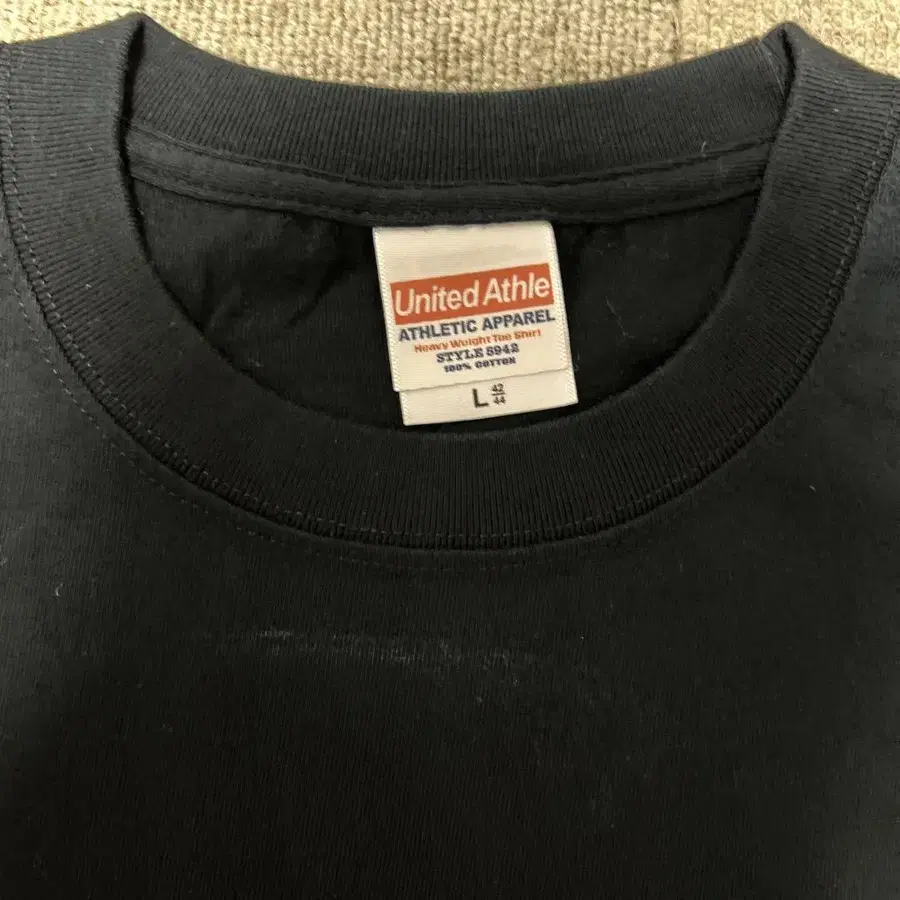 United Athle
ATHLETIC APPAREL
Heavy Weight Tee Shirt
STYLE 5942
100% COTTON
L 42/44